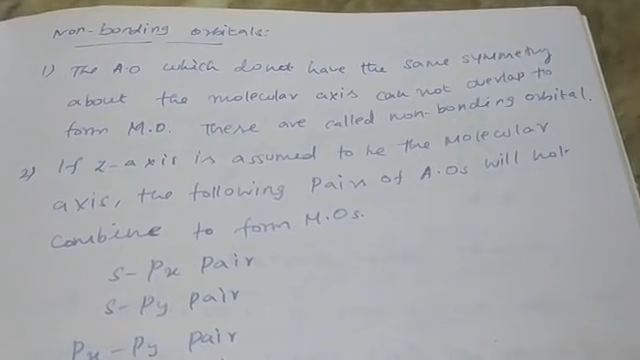 Non-bonding orbitals:
1) The A.O which donot have the same symmetry
about the molecular axis can not overlap to
form M.O. These are called non-bonding orbital.
2) If z-axis is assumed to be the molecular
axis, the following pairs of A.Os will not
combine to form M.Os.
s-Px pair
s-Py pair
Px-Py pair